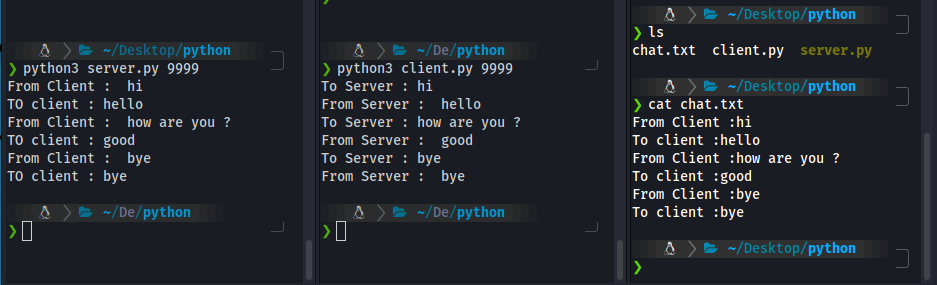 ~/Desktop/python
❯ python3 server.py 9999
From Client :  hi
TO client : hello
From Client :  how are you ?
TO client : good
From Client :  bye
TO client : bye
~/De/python
❯
~/De/python
❯ python3 client.py 9999
To Server : hi
From Server :  hello
To Server : how are you ?
From Server :  good
To Server : bye
From Server :  bye
~/De/python
❯
~/Desktop/python
❯ ls
chat.txt  client.py  server.py
~/Desktop/python
❯ cat chat.txt
From Client :hi
To client :hello
From Client :how are you ?
To client :good
From Client :bye
To client :bye
~/Desktop/python
❯